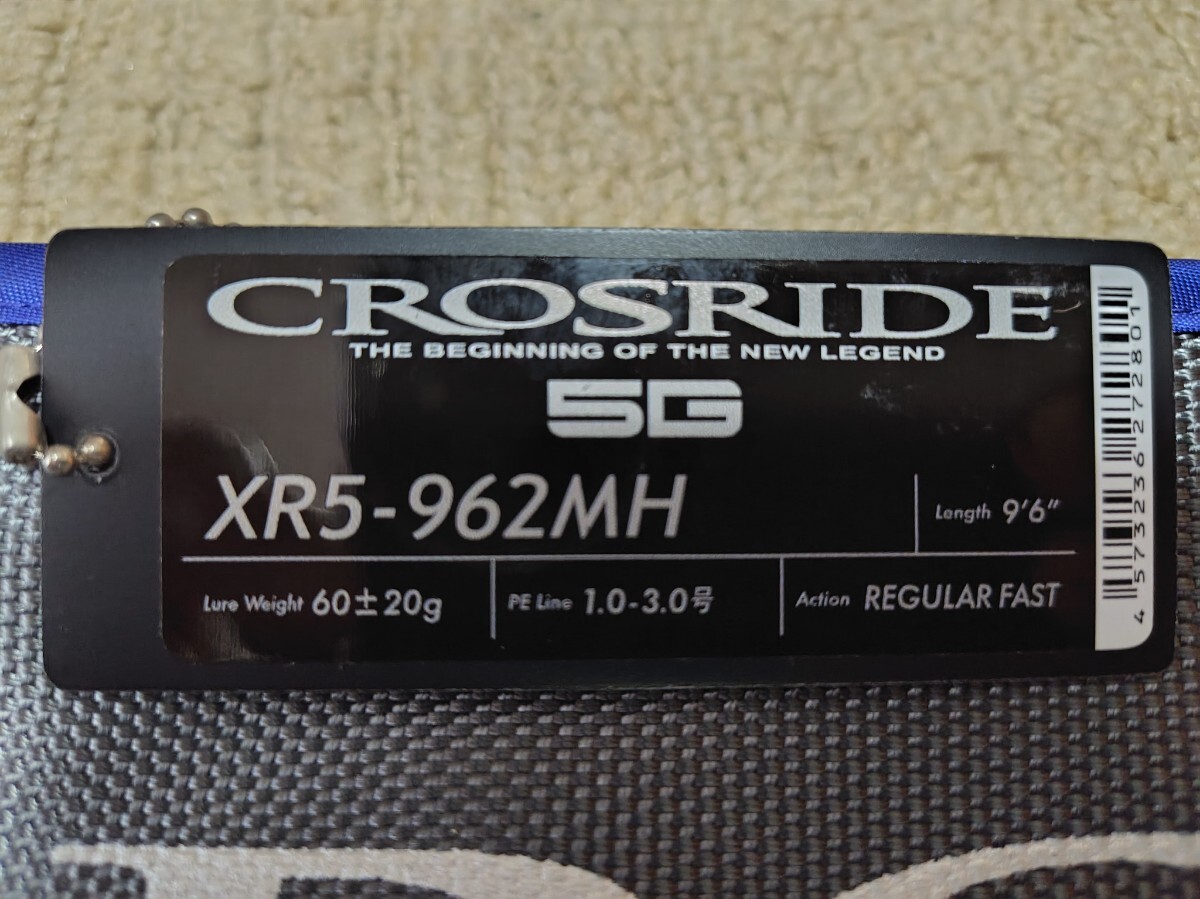 CROSRIDE
THE BEGINNING OF THE NEW LEGEND
5G
XR5-962MH
Length 9'6"
Lure Weight 60±20g
PE Line 1.0-3.0号
Action REGULAR FAST
4573236272801